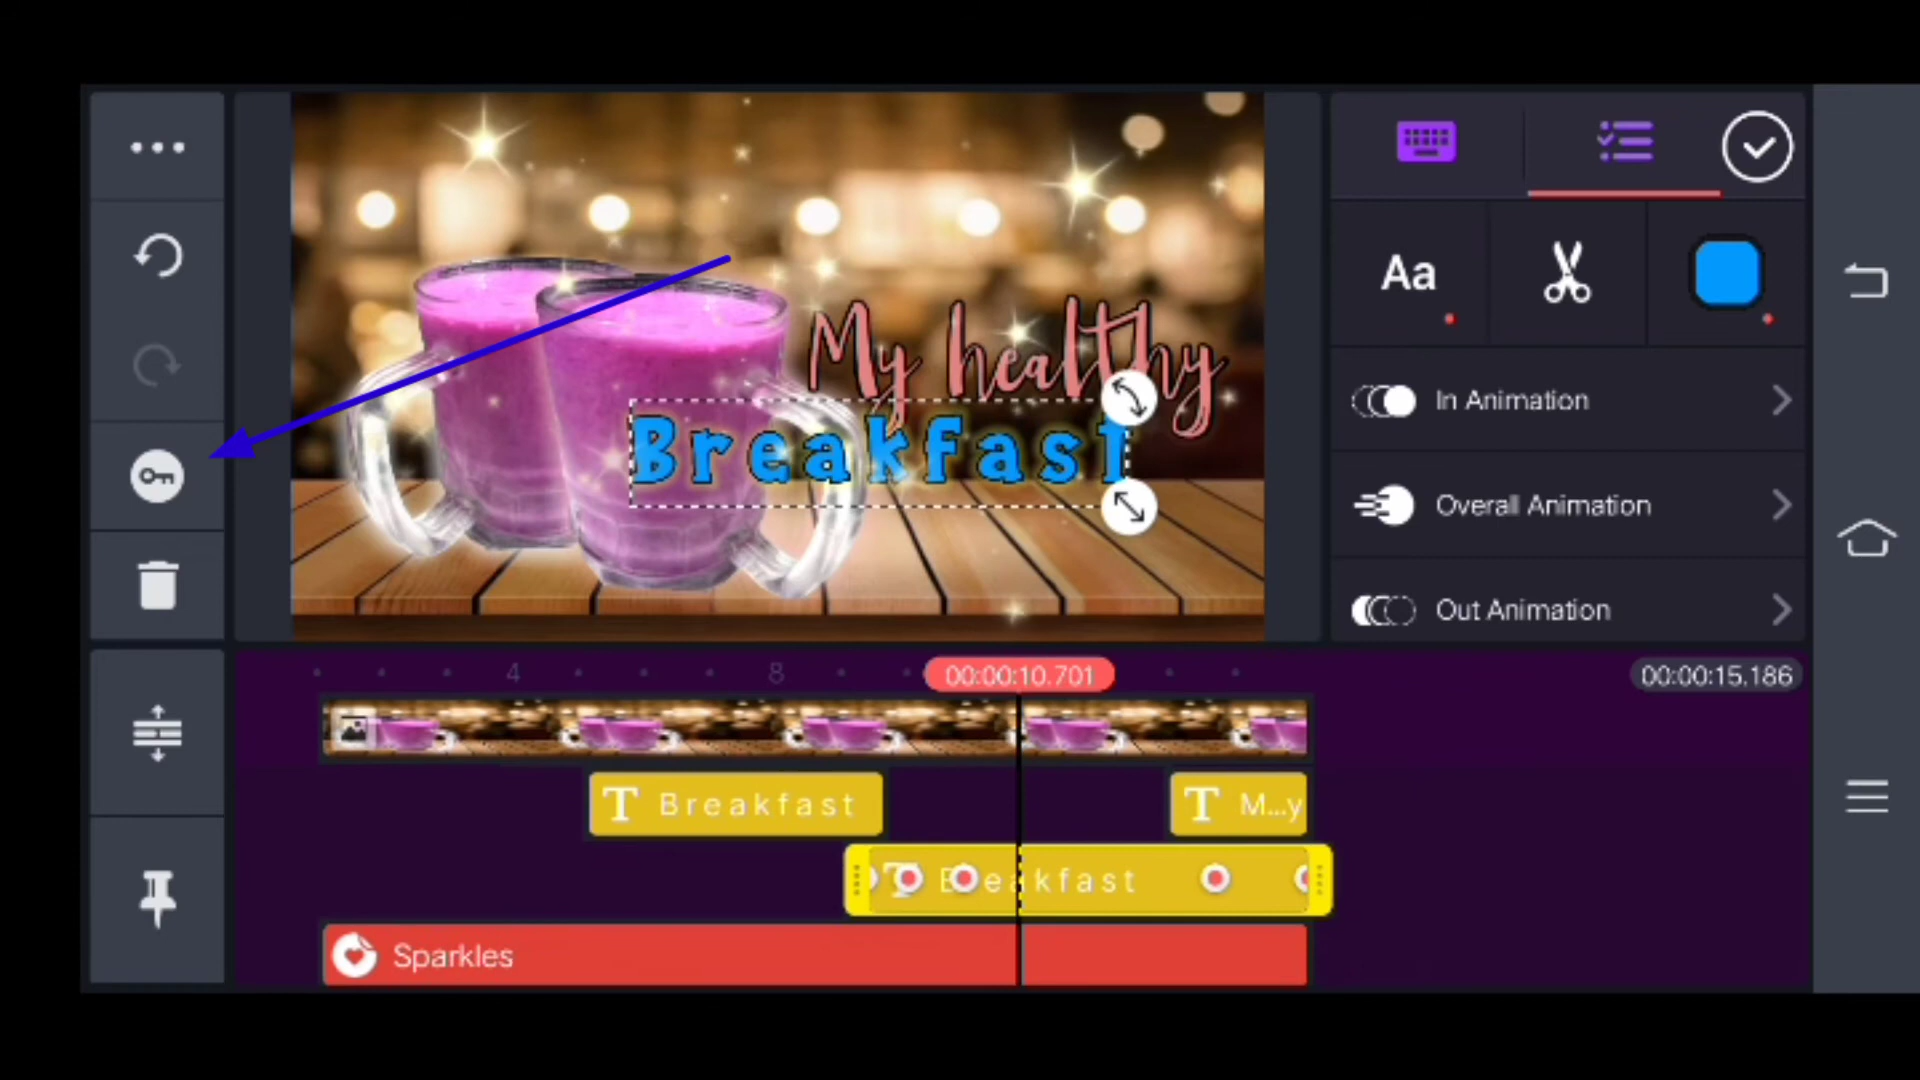 My healthy
Breakfast
Aa
In Animation
Overall Animation
Out Animation
4
8
00:00:10.701
00:00:15.186
Breakfast
M...y
Breakfast
Sparkles